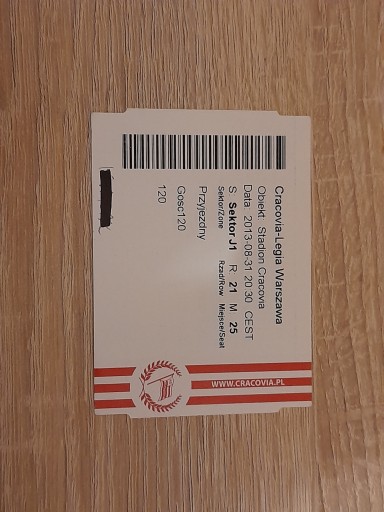 Cracovia-Legia Warszawa
Obiekt Stadion Cracovia
Data 2013-08-31 20 30 CEST
S Sektor J1 R 21 M 25
Sektor/Zone Rzad/Row Miejsce/Seat
Przyjezdny
Gosc120
120
WWW.CRACOVIA.PL